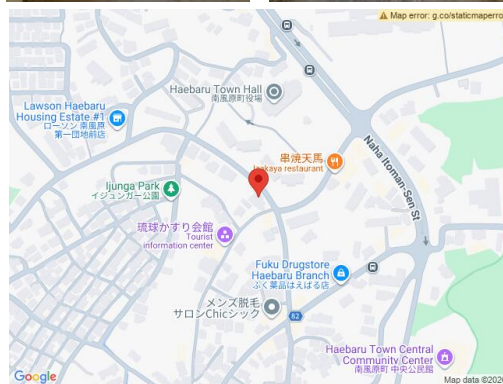 Map error: g.co/staticmaperro
Haebaru Town Hall
南風原町役場
Lawson Haebaru
Housing Estate #1
ローソン 南風原
第一団地前店
串焼天馬
Izakaya restaurant
Naha Itoman-Sen St
Ijunga Park
イジュンガー公園
琉球かすり会館
Tourist
information center
Fuku Drugstore
Haebaru Branch
ふく薬品はえばる店
メンズ脱毛
サロンChicシック
82
Haebaru Town Central
Community Center
南風原町 中央公民館
Google
Map data ©2025